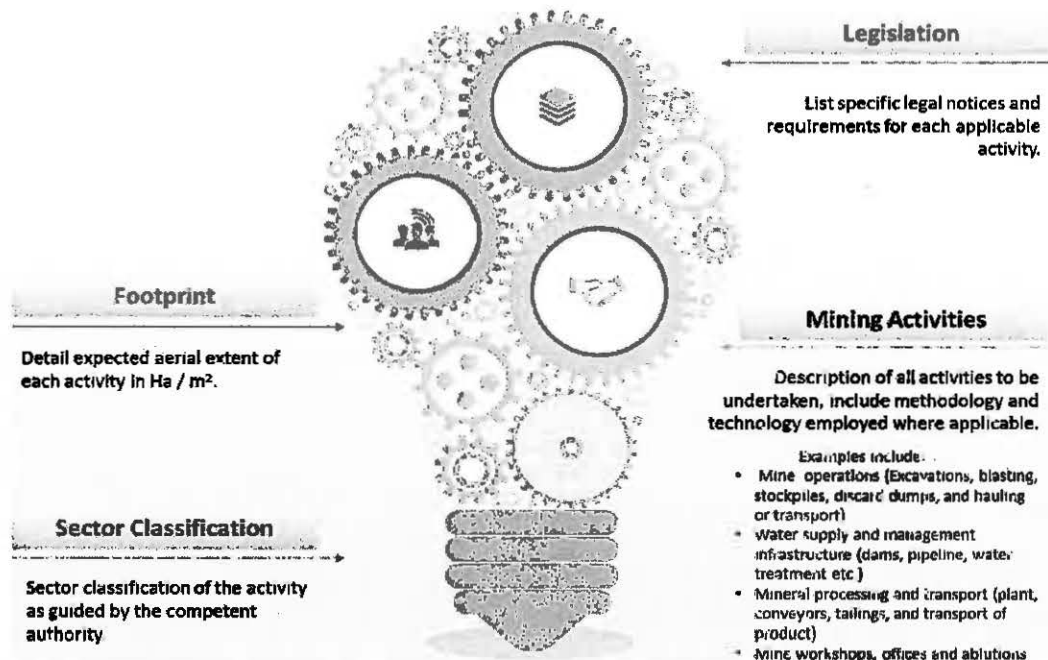 Legislation
List specific legal notices and
requirements for each applicable
activity.
Footprint
Detail expected aerial extent of
each activity in Ha / m².
Mining Activities
Description of all activities to be
undertaken, include methodology and
technology employed where applicable.
Examples include:
• Mine operations (Excavations, blasting,
stockpiles, discard dumps, and hauling
or transport)
• Water supply and management
infrastructure (dams, pipeline, water
treatment etc )
• Mineral processing and transport (plant,
conveyors, tailings, and transport of
product)
• Mine workshops, offices and ablutions
Sector Classification
Sector classification of the activity
as guided by the competent
authority